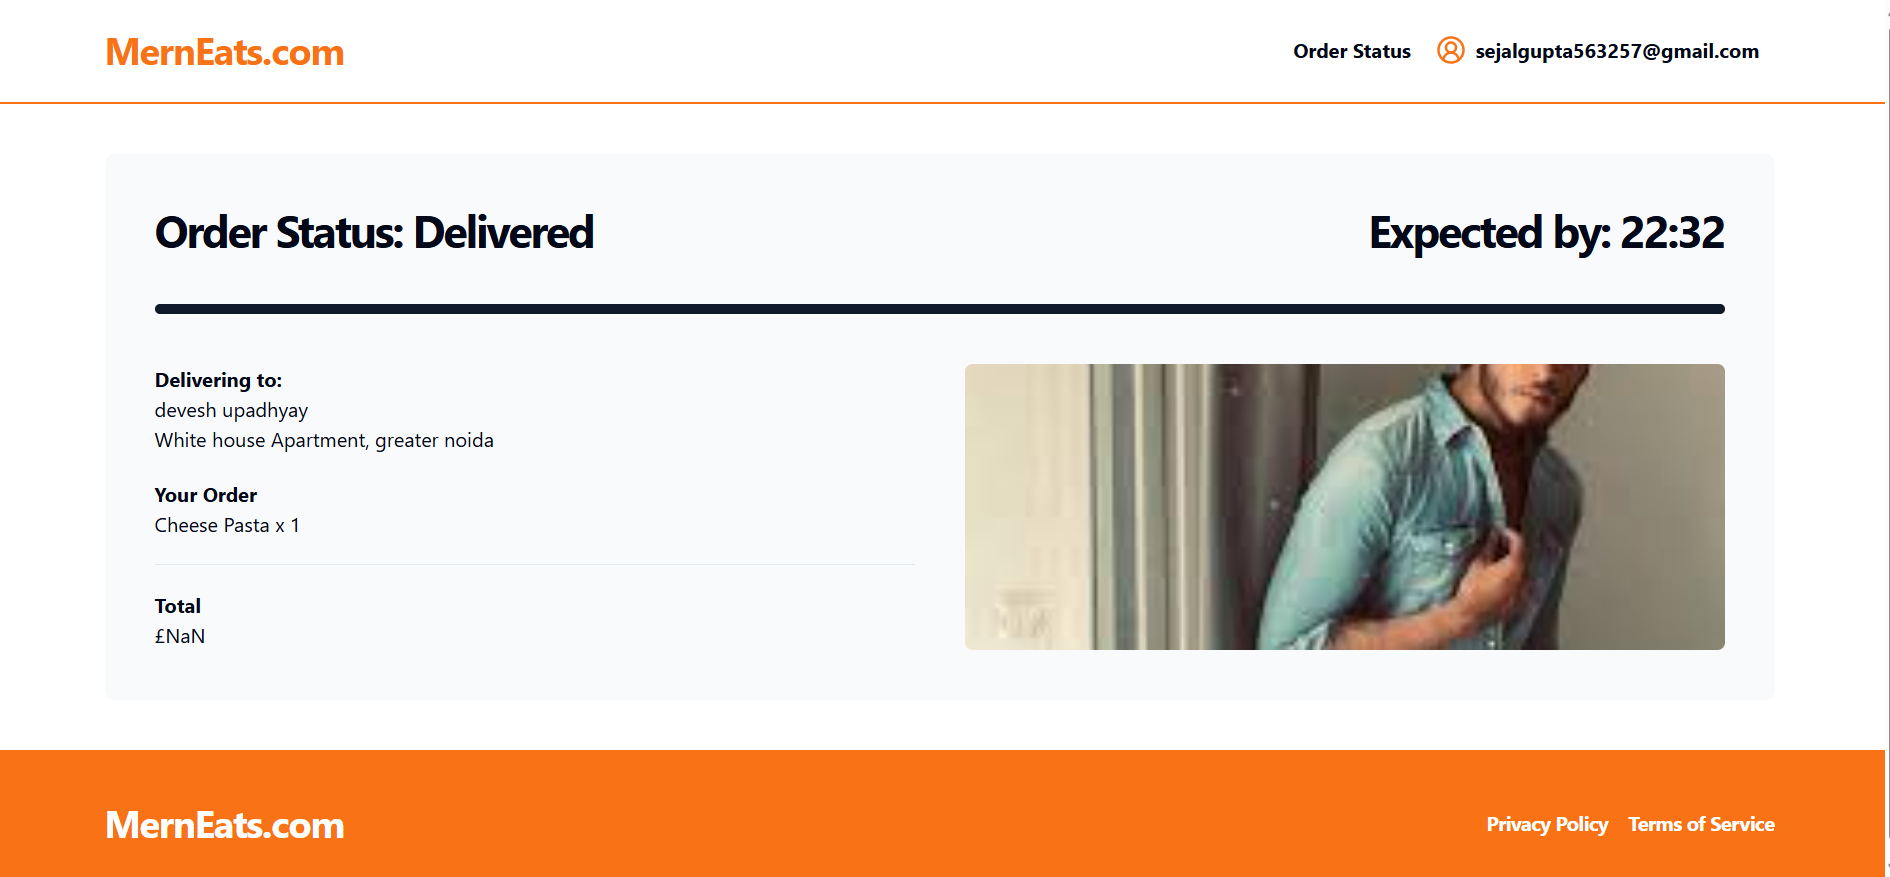 MernEats.com
Order Status
sejalgupta563257@gmail.com
Order Status: Delivered
Expected by: 22:32
Delivering to:
devesh upadhyay
White house Apartment, greater noida
Your Order
Cheese Pasta x 1
Total
£NaN
MernEats.com
Privacy Policy
Terms of Service